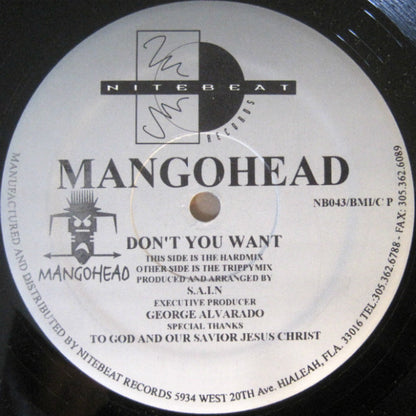 NITEBEAT
RECORDS
MANGOHEAD
NB043/BMI/C P
MANGOHEAD
DON'T YOU WANT
THIS SIDE IS THE HARDMIX
OTHER SIDE IS THE TRIPPYMIX
PRODUCED AND ARRANGED BY
S.A.I.N
EXECUTIVE PRODUCER
GEORGE ALVARADO
SPECIAL THANKS
TO GOD AND OUR SAVIOR JESUS CHRIST
MANUFACTURED AND DISTRIBUTED BY NITEBEAT RECORDS 5934 WEST 20TH Ave. HIALEAH, FLA. 33016 TEL.305.362.6788 - FAX: 305.362.6089